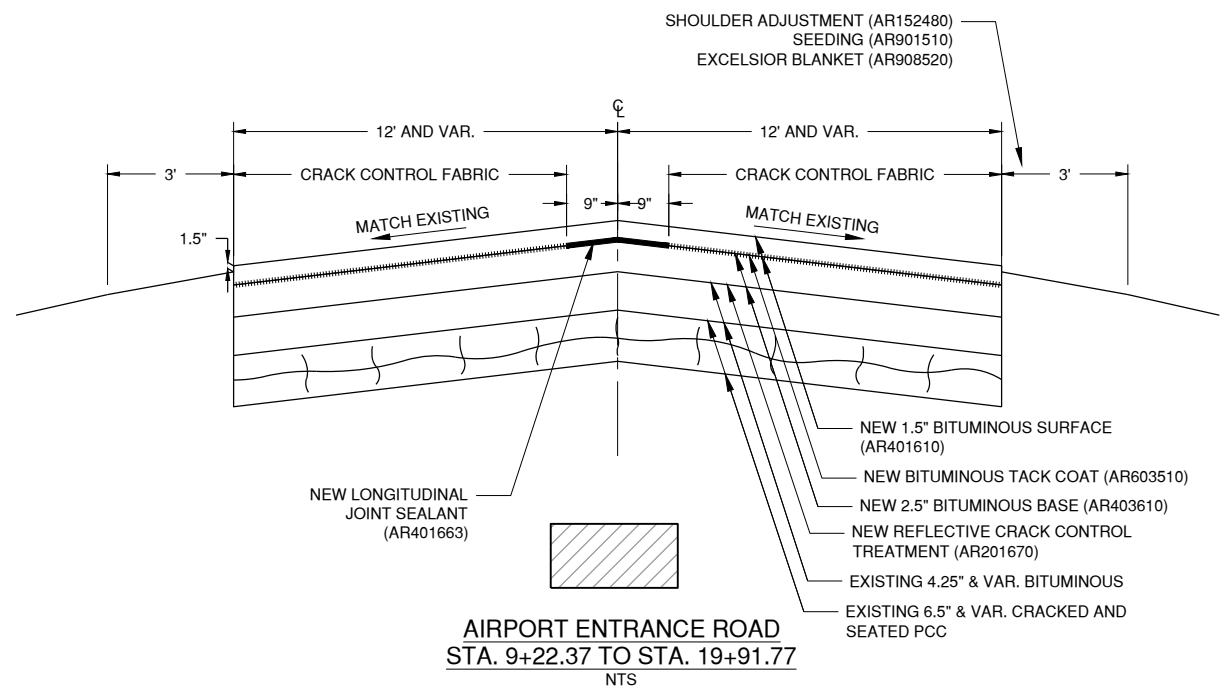 SHOULDER ADJUSTMENT (AR152480)
SEEDING (AR901510)
EXCELSIOR BLANKET (AR908520)
℄
12' AND VAR.
12' AND VAR.
3'
CRACK CONTROL FABRIC
CRACK CONTROL FABRIC
3'
9"
9"
MATCH EXISTING
MATCH EXISTING
1.5"
NEW 1.5" BITUMINOUS SURFACE
(AR401610)
NEW BITUMINOUS TACK COAT (AR603510)
NEW 2.5" BITUMINOUS BASE (AR403610)
NEW REFLECTIVE CRACK CONTROL
TREATMENT (AR201670)
EXISTING 4.25" & VAR. BITUMINOUS
EXISTING 6.5" & VAR. CRACKED AND
SEATED PCC
NEW LONGITUDINAL
JOINT SEALANT
(AR401663)
AIRPORT ENTRANCE ROAD
STA. 9+22.37 TO STA. 19+91.77
NTS